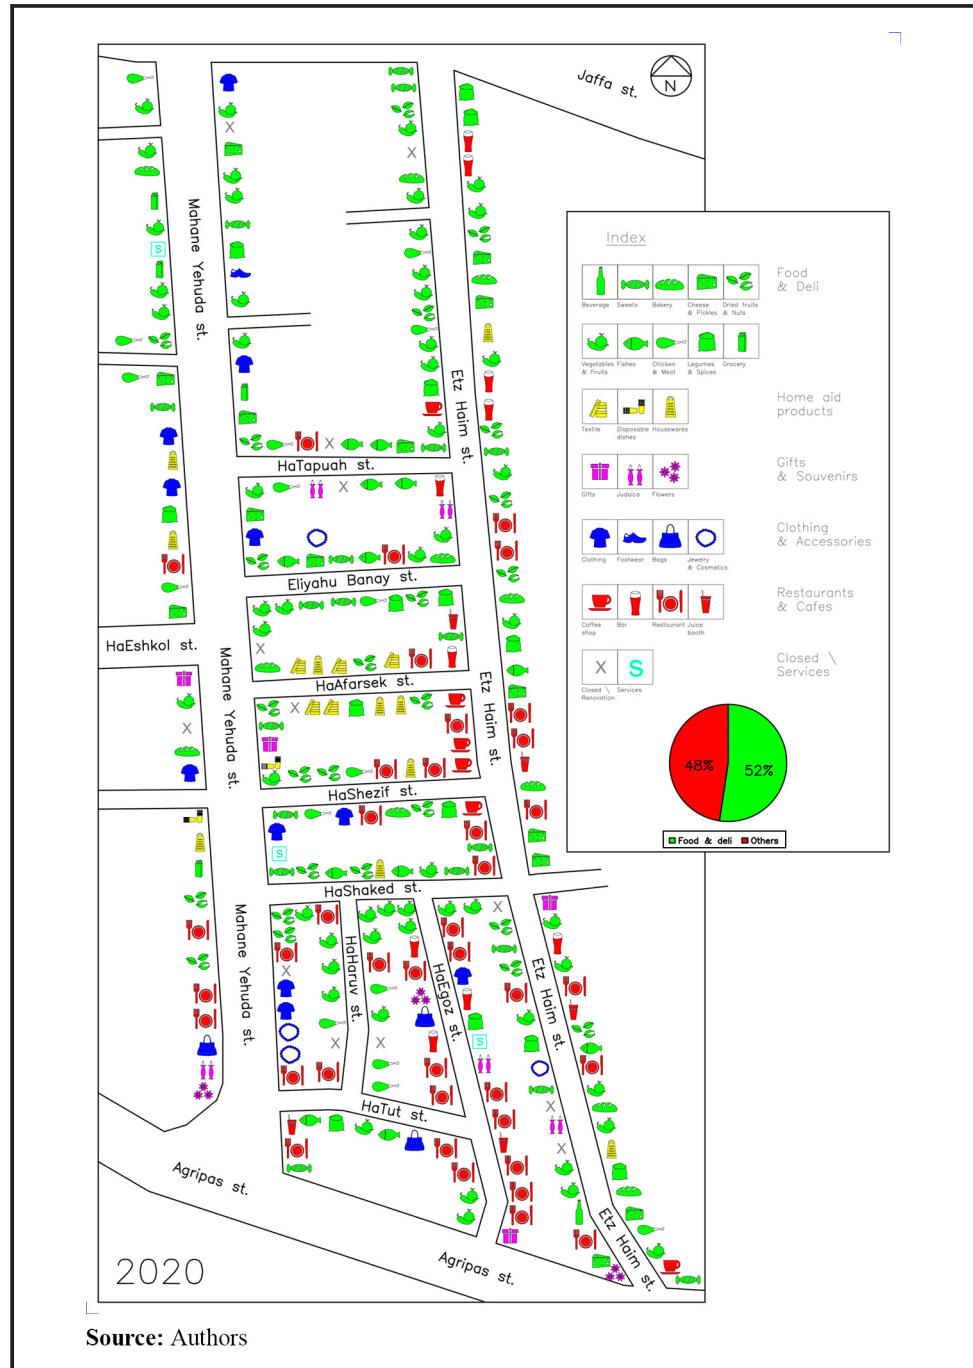 Jaffa st.
N
Mahane Yehuda st.
Etz Haim st.
HaTapuah st.
Eliyahu Banay st.
HaEshkol st.
Mahane Yehuda st.
HaAfarsek st.
Etz Haim st.
HaShezif st.
HaShaked st.
Mahane Yehuda st.
HaHaruv st.
HaEgoz st.
Etz Haim st.
HaTut st.
Agripas st.
Agripas st.
Etz Haim st.
S
S
S
X
X
X
X
X
X
X
X
X
X
X
X
X
X
Index
Food
& Deli
Beverage Sweets Bakery Cheese Dried fruits
& Pickles & Nuts
Vegetables Fishes Chicken Legumes Grocery
& Fruits & Meat & Spices
Home aid
products
Textile Disposable Housewares
dishes
Gifts
& Souvenirs
Gifts Judaica Flowers
Clothing
& Accessories
Clothing Footwear Bags Jewelry
& Cosmetics
Restaurants
& Cafes
Coffee Bar Restaurant Juice
shop booth
Closed \
Services
X S
Closed \ Services
Renovation
48% 52%
Food & deli Others
2020
Source: Authors